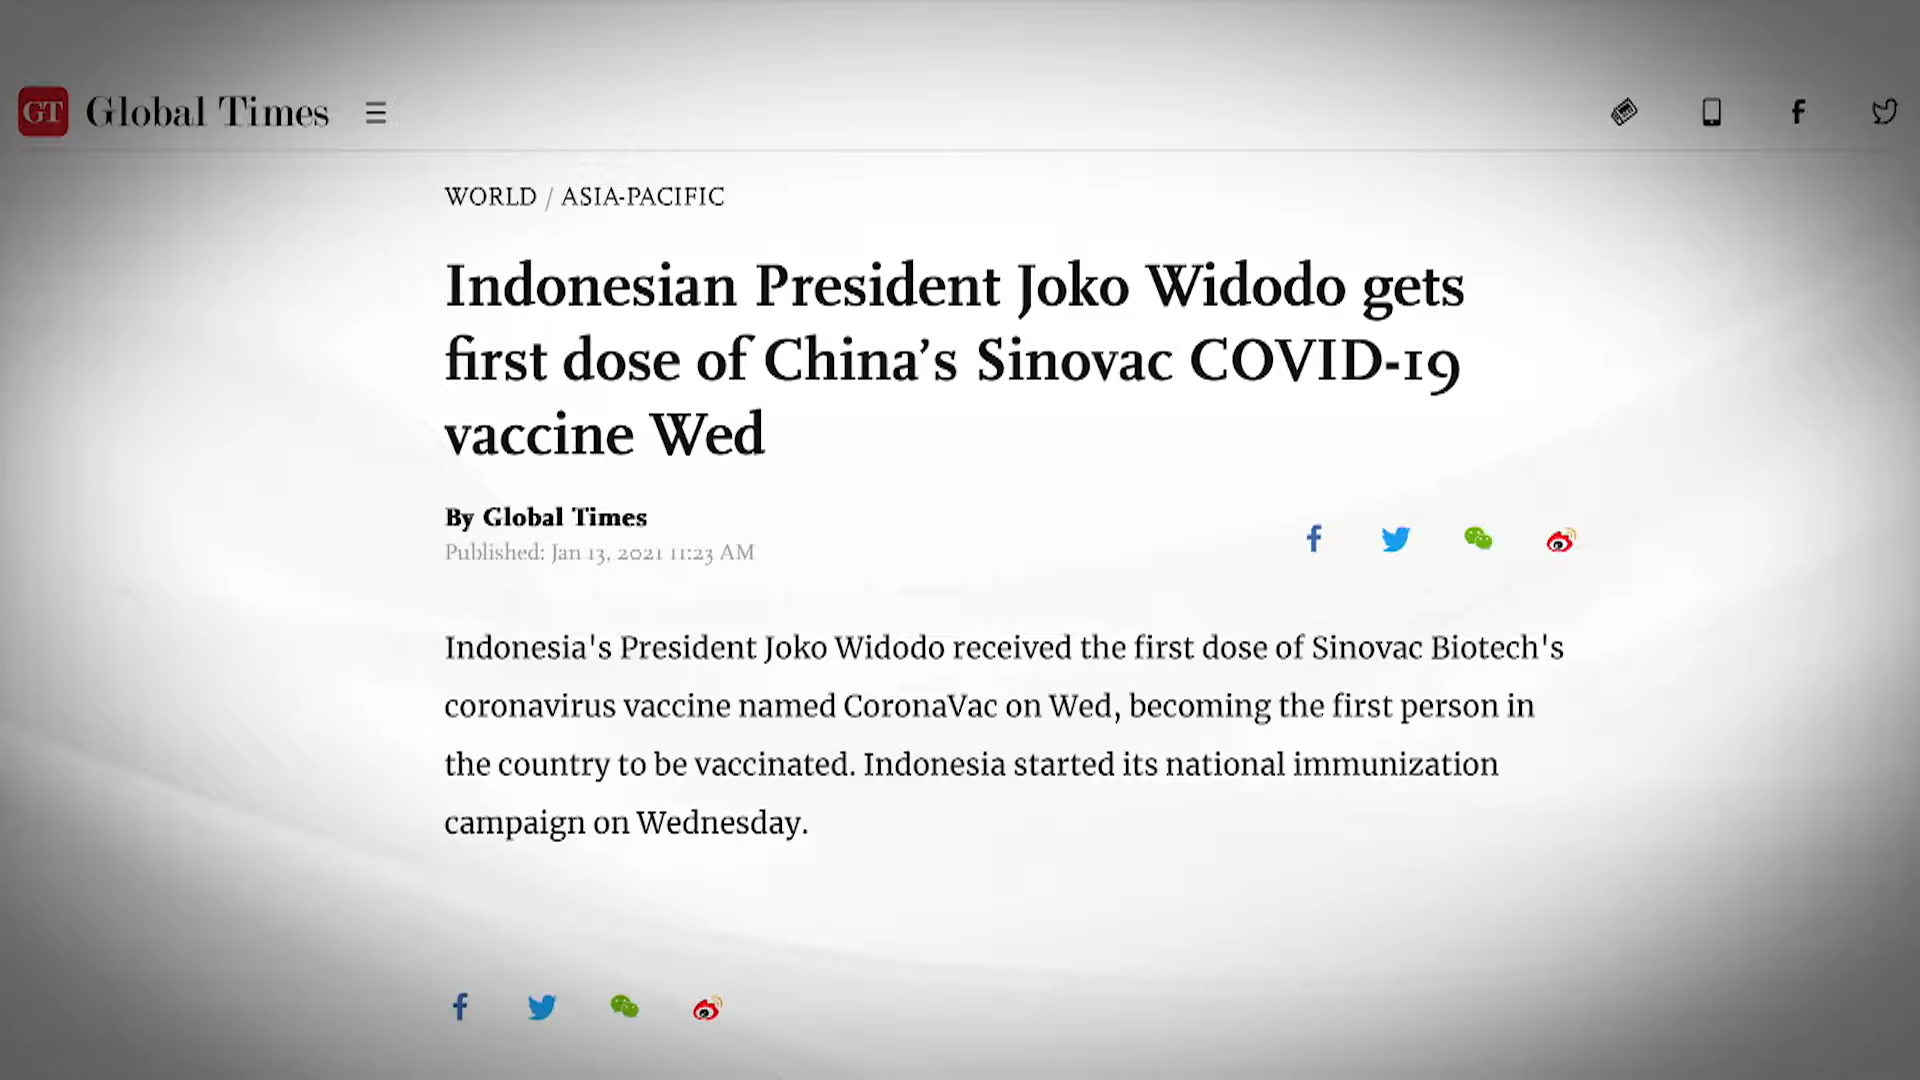 GT Global Times
WORLD / ASIA-PACIFIC
Indonesian President Joko Widodo gets
first dose of China’s Sinovac COVID-19
vaccine Wed
By Global Times
Published: Jan 13, 2021 11:23 AM
Indonesia's President Joko Widodo received the first dose of Sinovac Biotech's
coronavirus vaccine named CoronaVac on Wed, becoming the first person in
the country to be vaccinated. Indonesia started its national immunization
campaign on Wednesday.